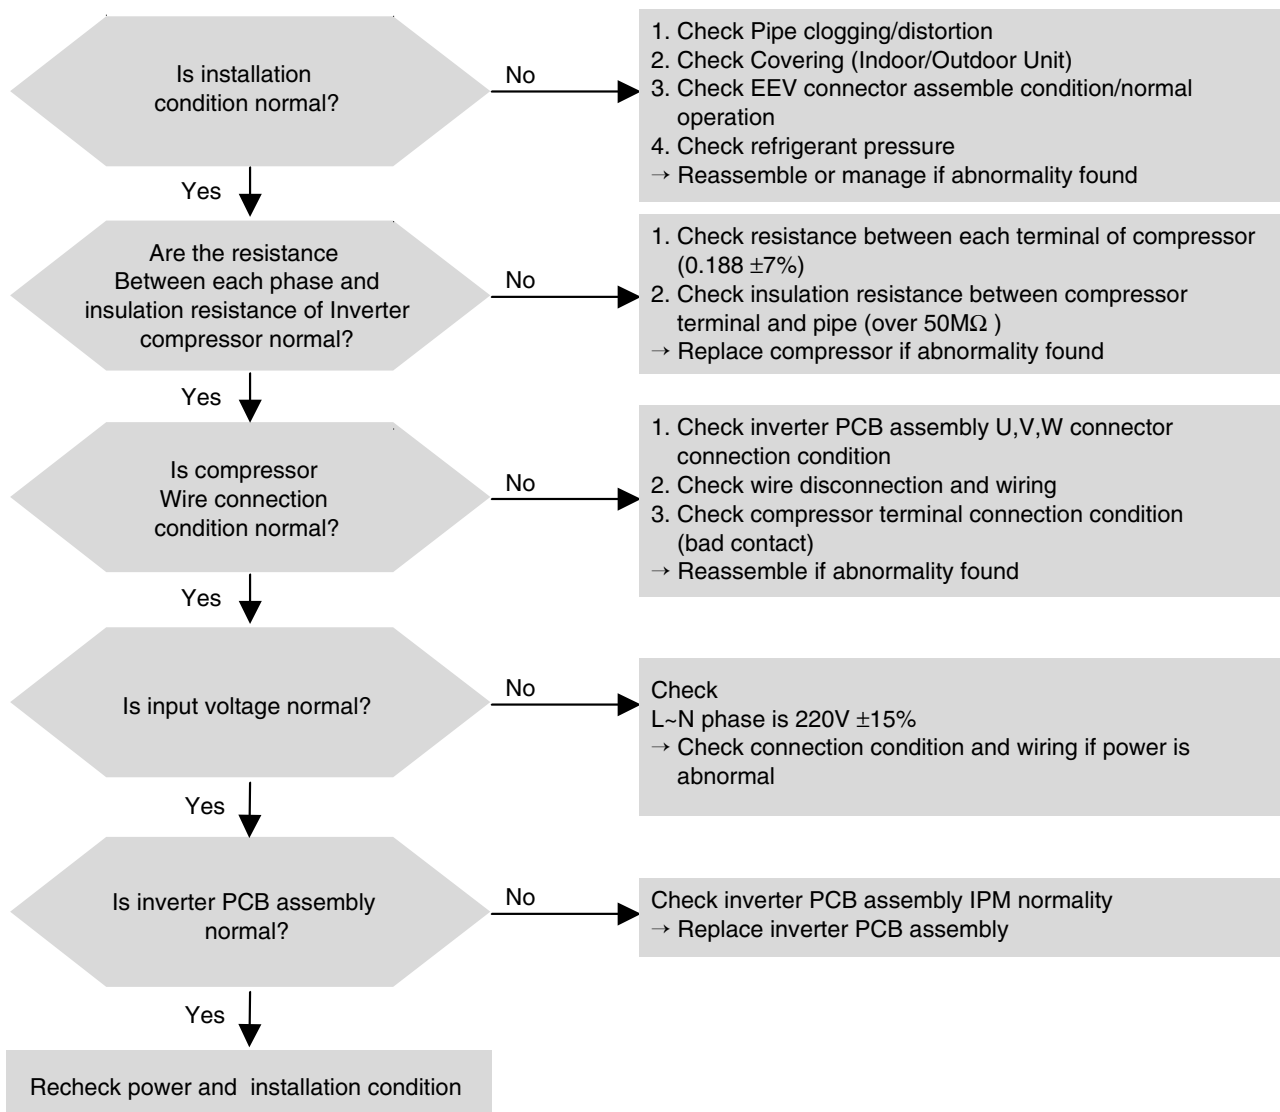 Is installation
condition normal?
No
1. Check Pipe clogging/distortion
2. Check Covering (Indoor/Outdoor Unit)
3. Check EEV connector assemble condition/normal
operation
4. Check refrigerant pressure
→ Reassemble or manage if abnormality found
Yes
Are the resistance
Between each phase and
insulation resistance of Inverter
compressor normal?
No
1. Check resistance between each terminal of compressor
(0.188 ±7%)
2. Check insulation resistance between compressor
terminal and pipe (over 50MΩ )
→ Replace compressor if abnormality found
Yes
Is compressor
Wire connection
condition normal?
No
1. Check inverter PCB assembly U,V,W connector
connection condition
2. Check wire disconnection and wiring
3. Check compressor terminal connection condition
(bad contact)
→ Reassemble if abnormality found
Yes
Is input voltage normal?
No
Check
L~N phase is 220V ±15%
→ Check connection condition and wiring if power is
abnormal
Yes
Is inverter PCB assembly
normal?
No
Check inverter PCB assembly IPM normality
→ Replace inverter PCB assembly
Yes
Recheck power and  installation condition